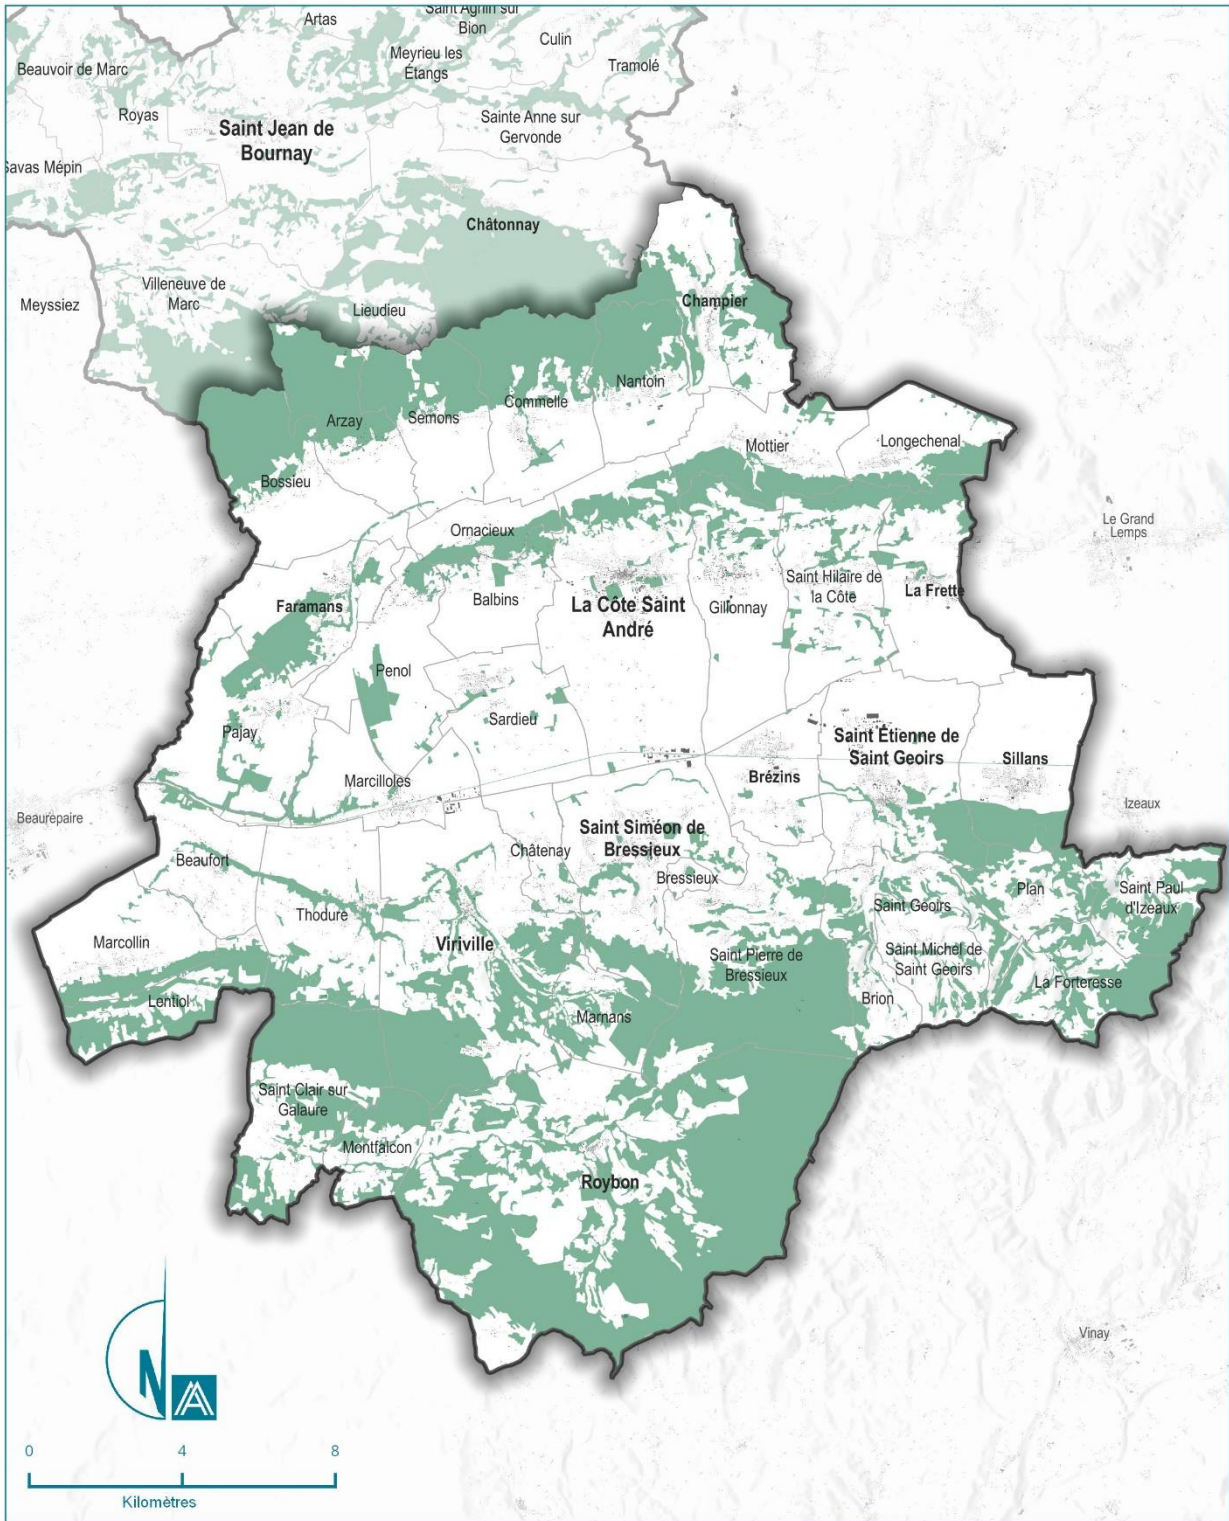 Saint Agnin sur
Bion
Artas
Culin
Meyrieu les
Étangs
Beauvoir de Marc
Tramolé
Royas
Sainte Anne sur
Gervonde
Saint Jean de
Bournay
Savas Mépin
Châtonnay
Villeneuve de
Marc
Meyssiez
Lieudieu
Champier
Nantoin
Commelle
Semons
Arzay
Mottier
Longechenal
Bossieu
Ornacieux
Le Grand
Lemps
Saint Hilaire de
la Côte
La Frette
Balbins
Faramans
La Côte Saint
André
Gillonnay
Penol
Sardieu
Pajay
Saint Étienne de
Saint Geoirs
Sillans
Marcilloles
Brézins
Izeaux
Beaurepaire
Saint Siméon de
Bressieux
Châtenay
Beaufort
Bressieux
Plan
Saint Paul
d'Izeaux
Saint Geoirs
Thodure
Marcollin
Viriville
Saint Pierre de
Bressieux
Saint Michel de
Saint Geoirs
La Forteresse
Lentiol
Brion
Marnans
Saint Clair sur
Galaure
Montfalcon
Roybon
Vinay
N
0 4 8
Kilomètres